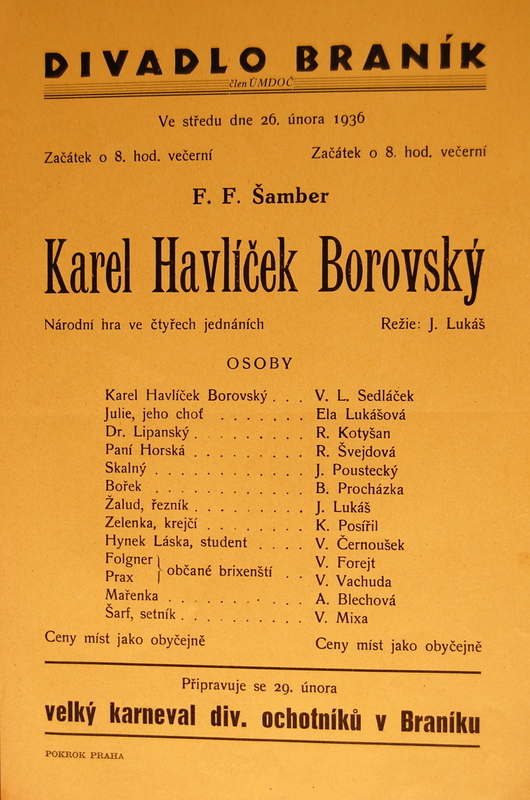 DIVADLO BRANÍK
člen ÚMDOČ
Ve středu dne 26. února 1936
Začátek o 8. hod. večerní Začátek o 8. hod. večerní
F. F. Šamber
Karel Havlíček Borovský
Národní hra ve čtyřech jednáních Režie: J. Lukáš
OSOBY
Karel Havlíček Borovský . . . V. L. Sedláček
Julie, jeho choť . . . . . . . Ela Lukášová
Dr. Lipanský . . . . . . . . . R. Kotyšan
Paní Horská . . . . . . . . . R. Švejdová
Skalný . . . . . . . . . . . . J. Poustecký
Bořek . . . . . . . . . . . . B. Procházka
Žalud, řezník . . . . . . . . . J. Lukáš
Zelenka, krejčí . . . . . . . . K. Posířil
Hynek Láska, student . . . . V. Černoušek
Folgner } občané brixenští . . V. Forejt
Prax V. Vachuda
Mařenka . . . . . . . . . . . A. Blechová
Šarf, setník . . . . . . . . . . V. Mixa
Ceny míst jako obyčejně Ceny míst jako obyčejně
Připravuje se 29. února
velký karneval div. ochotníků v Braníku
POKROK PRAHA